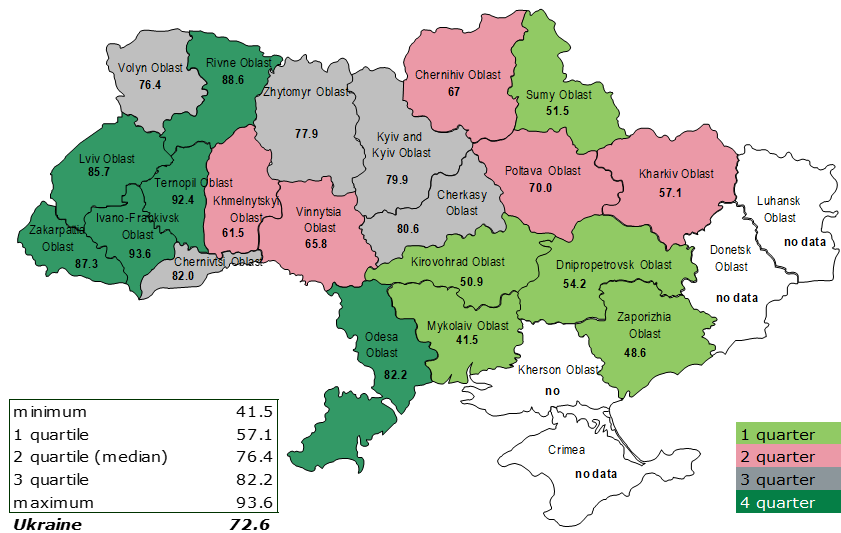 Volyn Oblast
76.4
Rivne Oblast
88.6
Zhytomyr Oblast
77.9
Chernihiv Oblast
67
Sumy Oblast
51.5
Kyiv and
Kyiv Oblast
79.9
Lviv Oblast
85.7
Ternopil Oblast
92.4
Khmelnytskyi
Oblast
61.5
Vinnytsia
Oblast
65.8
Cherkasy
Oblast
80.6
Poltava Oblast
70.0
Kharkiv Oblast
57.1
Luhansk
Oblast
no data
Zakarpattia
Oblast
87.3
Ivano-Frankivsk
Oblast
93.6
Chernivtsi Oblast
82.0
Kirovohrad Oblast
50.9
Dnipropetrovsk Oblast
54.2
Donetsk
Oblast
no data
Odesa
Oblast
82.2
Mykolaiv Oblast
41.5
Zaporizhia
Oblast
48.6
Kherson Oblast
no
Crimea
no data
minimum 41.5
1 quartile 57.1
2 quartile (median) 76.4
3 quartile 82.2
maximum 93.6
Ukraine 72.6
1 quarter
2 quarter
3 quarter
4 quarter